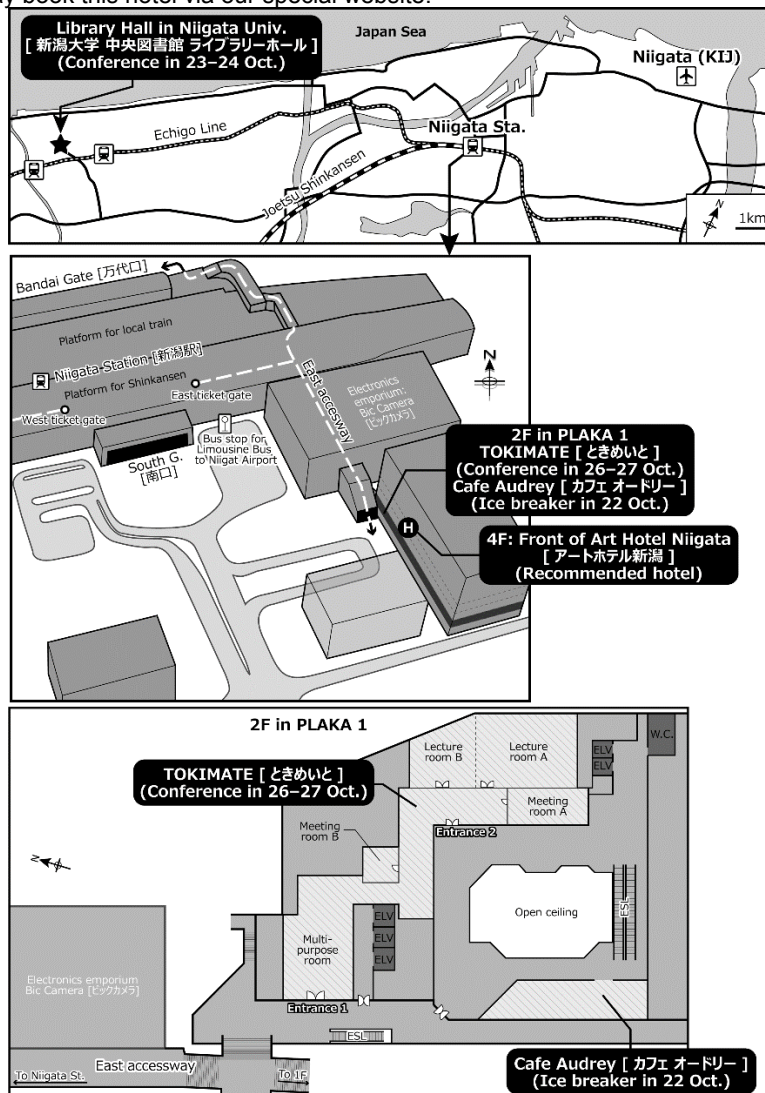 y book this hotel via our special website.
Library Hall in Niigata Univ.
[ 新潟大学 中央図書館 ライブラリーホール ]
(Conference in 23–24 Oct.)
Japan Sea
Niigata (KIJ)
Echigo Line
Niigata Sta.
Joetsu Shinkansen
N
1km
Bandai Gate [万代口]
Platform for local train
Niigata Station [新潟駅]
Platform for Shinkansen
East ticket gate
West ticket gate
East accesway
Electronics
emporium:
Bic Camera
[ビックカメラ]
N
South G.
[南口]
Bus stop for
Limousine Bus
to Niigat Airport
2F in PLAKA 1
TOKIMATE [ ときめいと ]
(Conference in 26–27 Oct.)
Cafe Audrey [ カフェ オードリー ]
(Ice breaker in 22 Oct.)
H
4F: Front of Art Hotel Niigata
[ アートホテル新潟 ]
(Recommended hotel)
2F in PLAKA 1
TOKIMATE [ ときめいと ]
(Conference in 26–27 Oct.)
Lecture
room B
Lecture
room A
W.C.
ELV
ELV
Meeting
room A
Meeting
room B
Entrance 2
N
Open ceiling
ESL
Multi-
purpose
room
ELV
ELV
ELV
Electronics emporium
Bic Camera [ビックカメラ]
Entrance 1
ESL
East accessway
To Niigata St.
To 1F
Cafe Audrey [ カフェ オードリー ]
(Ice breaker in 22 Oct.)